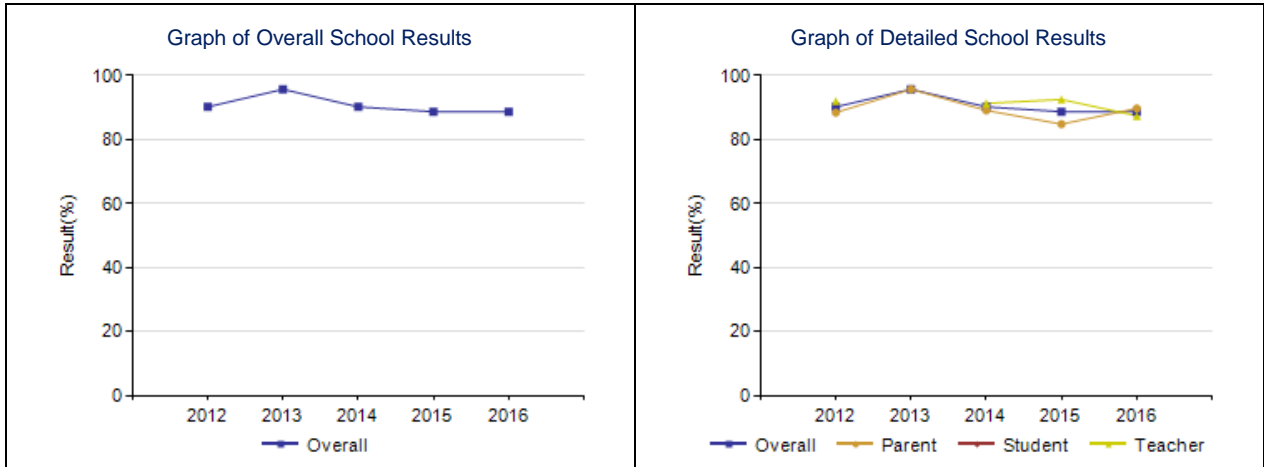 Graph of Overall School Results
100
80
60
40
20
0
Result(%)
2012 2013 2014 2015 2016
Overall
Graph of Detailed School Results
100
80
60
40
20
0
Result(%)
2012 2013 2014 2015 2016
Overall Parent Student Teacher